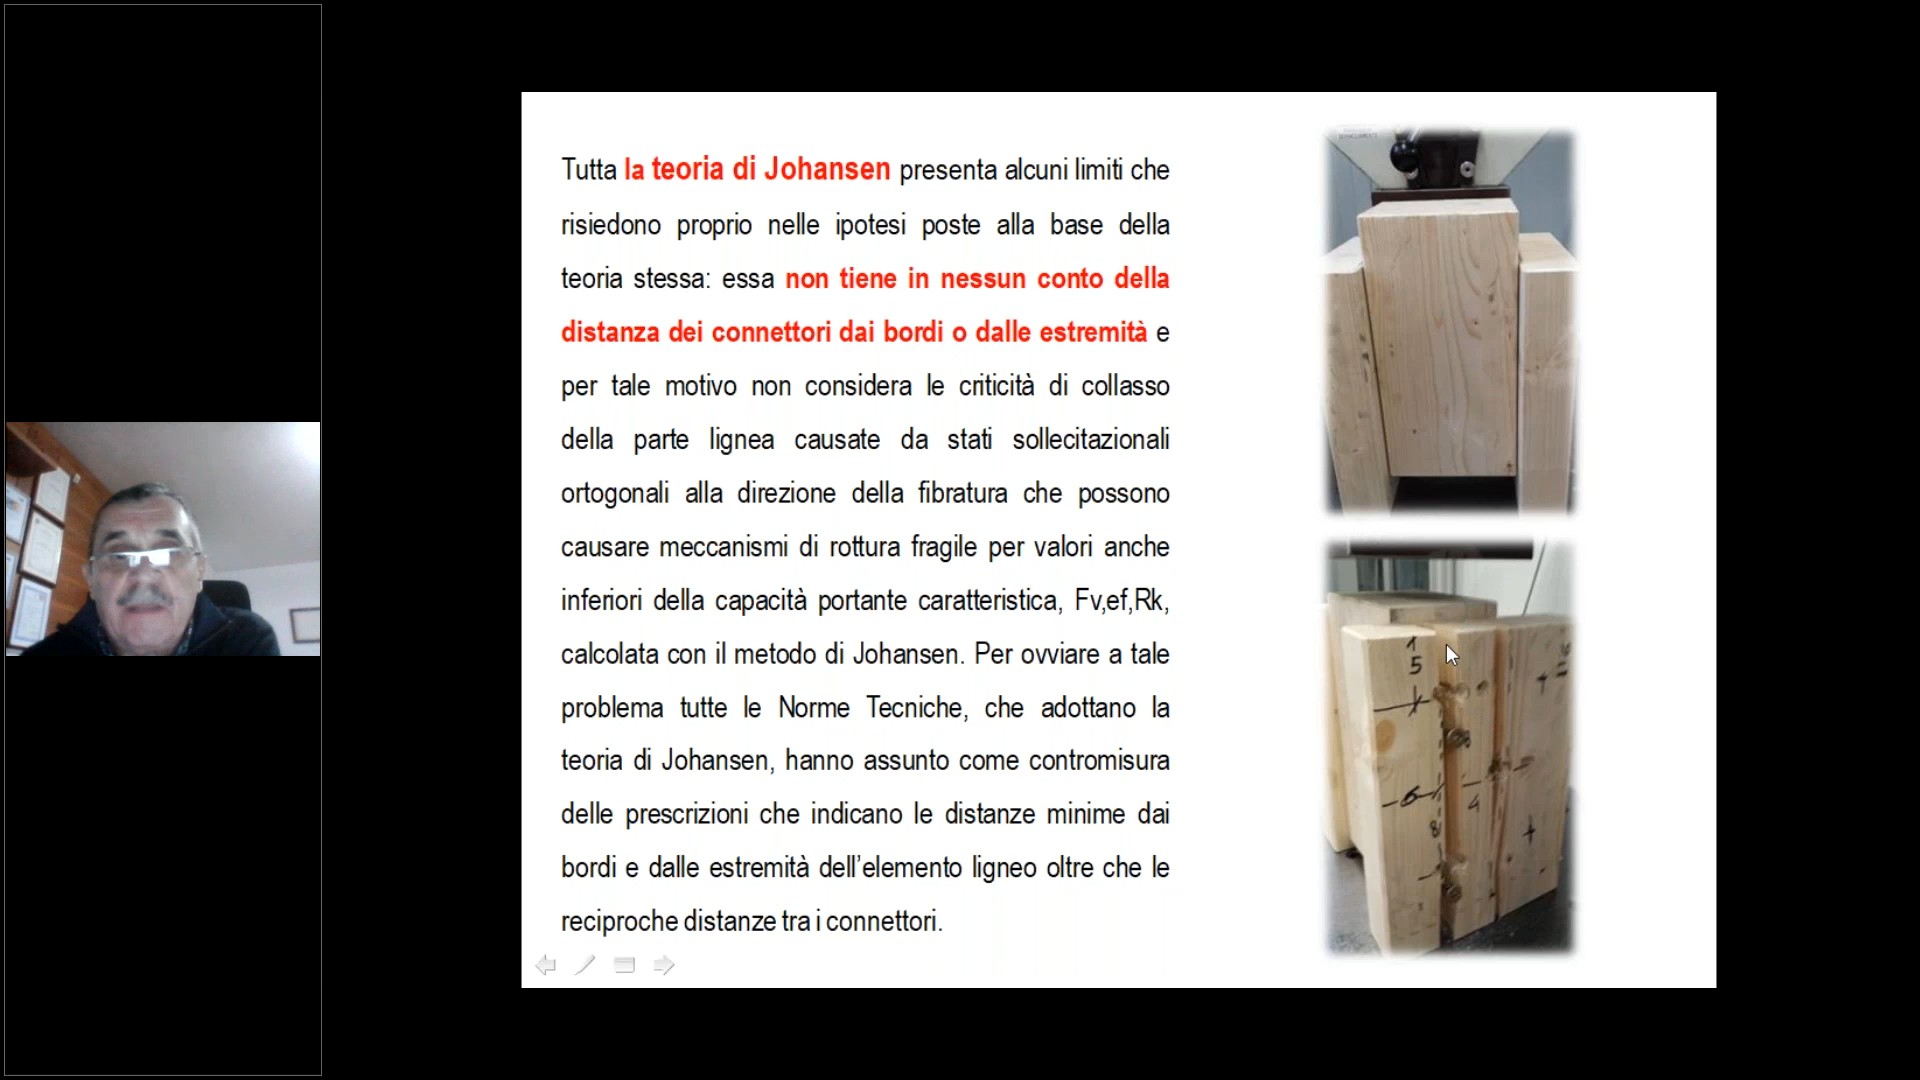 Tutta la teoria di Johansen presenta alcuni limiti che
risiedono proprio nelle ipotesi poste alla base della
teoria stessa: essa non tiene in nessun conto della
distanza dei connettori dai bordi o dalle estremità e
per tale motivo non considera le criticità di collasso
della parte lignea causate da stati sollecitazionali
ortogonali alla direzione della fibratura che possono
causare meccanismi di rottura fragile per valori anche
inferiori della capacità portante caratteristica, Fv,ef,Rk,
calcolata con il metodo di Johansen. Per ovviare a tale
problema tutte le Norme Tecniche, che adottano la
teoria di Johansen, hanno assunto come contromisura
delle prescrizioni che indicano le distanze minime dai
bordi e dalle estremità dell’elemento ligneo oltre che le
reciproche distanze tra i connettori.
5
6
4
8